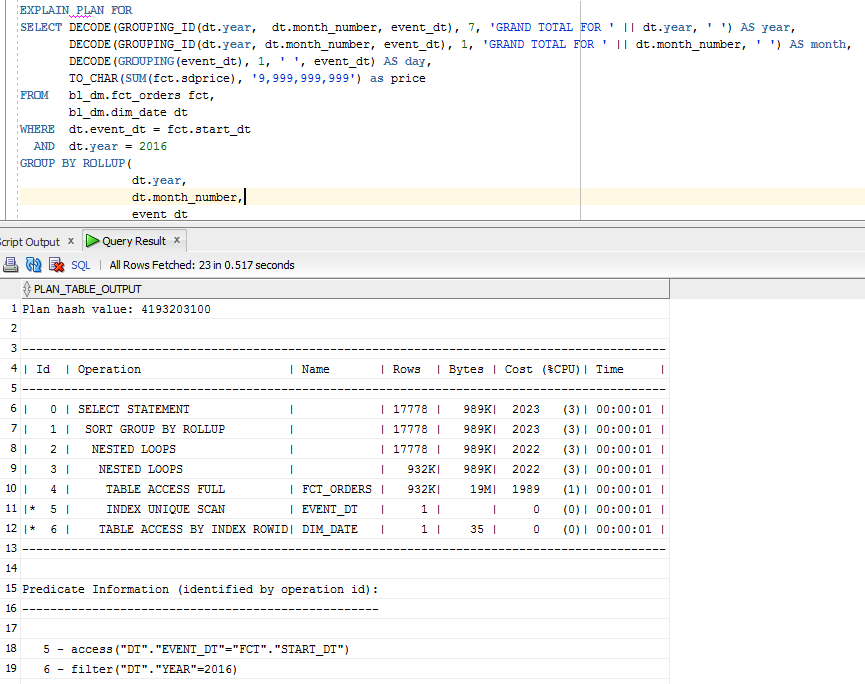 EXPLAIN PLAN FOR
SELECT DECODE(GROUPING_ID(dt.year,  dt.month_number, event_dt), 7, 'GRAND TOTAL FOR ' || dt.year, ' ') AS year,
       DECODE(GROUPING_ID(dt.year, dt.month_number, event_dt), 1, 'GRAND TOTAL FOR ' || dt.month_number, ' ') AS month,
       DECODE(GROUPING(event_dt), 1, ' ', event_dt) AS day,
       TO_CHAR(SUM(fct.sdprice), '9,999,999,999') as price
FROM   bl_dm.fct_orders fct,
       bl_dm.dim_date dt
WHERE  dt.event_dt = fct.start_dt
  AND  dt.year = 2016
GROUP BY ROLLUP(
                dt.year,
                dt.month_number,
                event dt
cript Output x Query Result x
SQL | All Rows Fetched: 23 in 0.517 seconds
PLAN_TABLE_OUTPUT
1 Plan hash value: 4193203100
2
3 --------------------------------------------------------------------------------------------
4 | Id  | Operation                      | Name       | Rows  | Bytes | Cost (%CPU)| Time     |
5 --------------------------------------------------------------------------------------------
6 |   0 | SELECT STATEMENT               |            | 17778 |   989K|  2023   (3)| 00:00:01 |
7 |   1 |  SORT GROUP BY ROLLUP          |            | 17778 |   989K|  2023   (3)| 00:00:01 |
8 |   2 |   NESTED LOOPS                 |            | 17778 |   989K|  2022   (3)| 00:00:01 |
9 |   3 |    NESTED LOOPS                |            |   932K|   989K|  2022   (3)| 00:00:01 |
10 |   4 |     TABLE ACCESS FULL          | FCT_ORDERS |   932K|    19M|  1989   (1)| 00:00:01 |
11 |*  5 |     INDEX UNIQUE SCAN          | EVENT_DT   |     1 |       |     0   (0)| 00:00:01 |
12 |*  6 |    TABLE ACCESS BY INDEX ROWID| DIM_DATE   |     1 |    35 |     0   (0)| 00:00:01 |
13 --------------------------------------------------------------------------------------------
14
15 Predicate Information (identified by operation id):
16 ---------------------------------------------------
17
18    5 - access("DT"."EVENT_DT"="FCT"."START_DT")
19    6 - filter("DT"."YEAR"=2016)